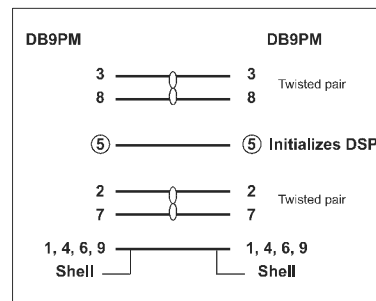 DB9PM DB9PM
3 3 Twisted pair
8 8
5 5 Initializes DSP
2 2 Twisted pair
7 7
1, 4, 6, 9 1, 4, 6, 9
Shell Shell